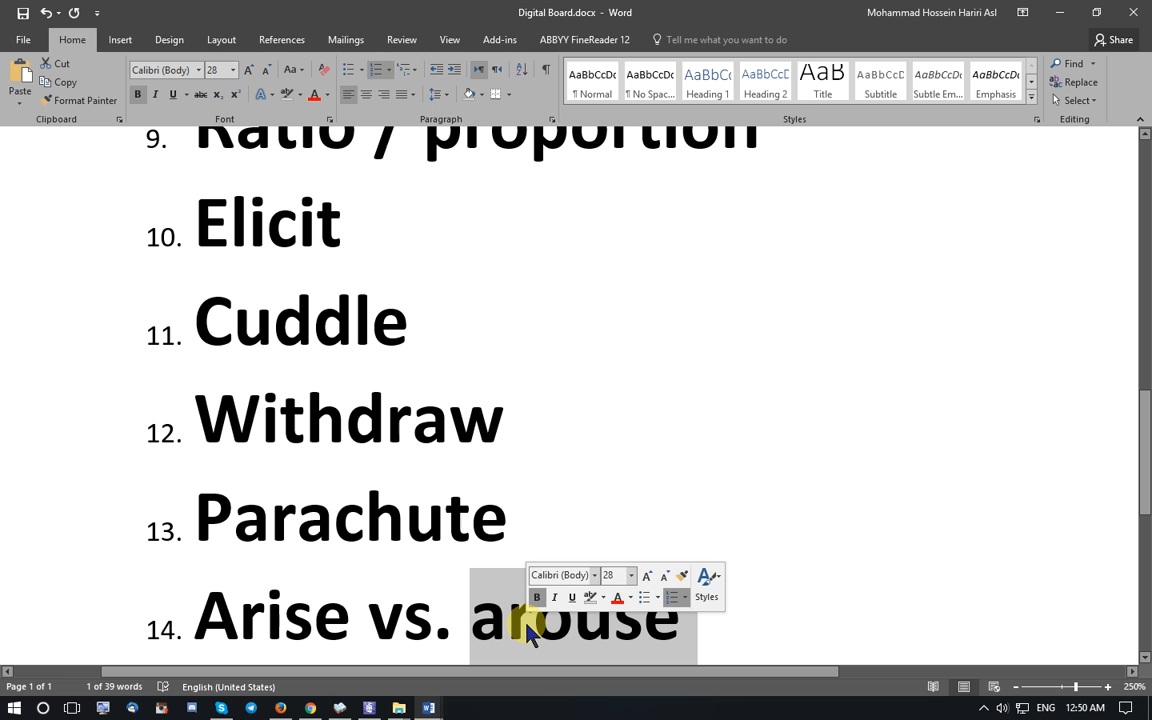 Digital Board.docx - Word
Mohammad Hossein Hariri Asl
File Home Insert Design Layout References Mailings Review View Add-ins ABBYY FineReader 12 Tell me what you want to do Share
Cut
Copy
Format Painter
Paste
Clipboard
Calibri (Body) 28
Font
Paragraph
AaBbCcDc AaBbCcDc AaBbCc AaBbCcD AaB AaBbCcD AaBbCcDc AaBbCcDc
¶ Normal ¶ No Spac... Heading 1 Heading 2 Title Subtitle Subtle Em... Emphasis
Styles
Find
Replace
Select
Editing
9. Ratio / proportion
10. Elicit
11. Cuddle
12. Withdraw
13. Parachute
Calibri (Body) 28
Styles
14. Arise vs. arouse
Page 1 of 1 1 of 39 words English (United States) 250%
ENG 12:50 AM